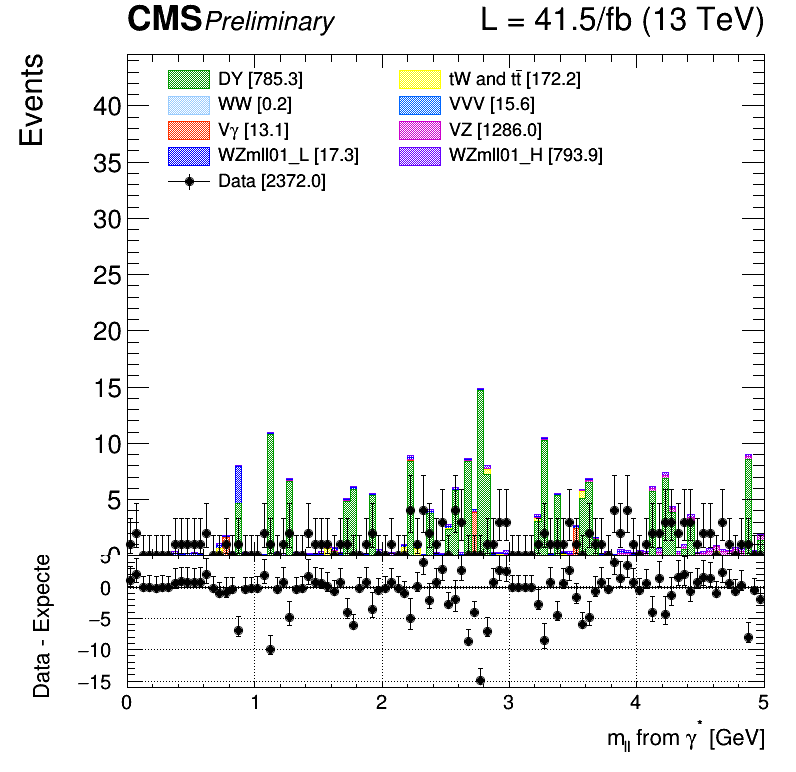 CMS Preliminary L = 41.5/fb (13 TeV)
Events
DY [785.3] tW and tt̄ [172.2]
WW [0.2] VVV [15.6]
Vγ [13.1] VZ [1286.0]
WZmll01_L [17.3] WZmll01_H [793.9]
Data [2372.0]
40
35
30
25
20
15
10
5
Data - Expecte
0
−5
−10
−15
0 1 2 3 4 5
m_ll from γ* [GeV]